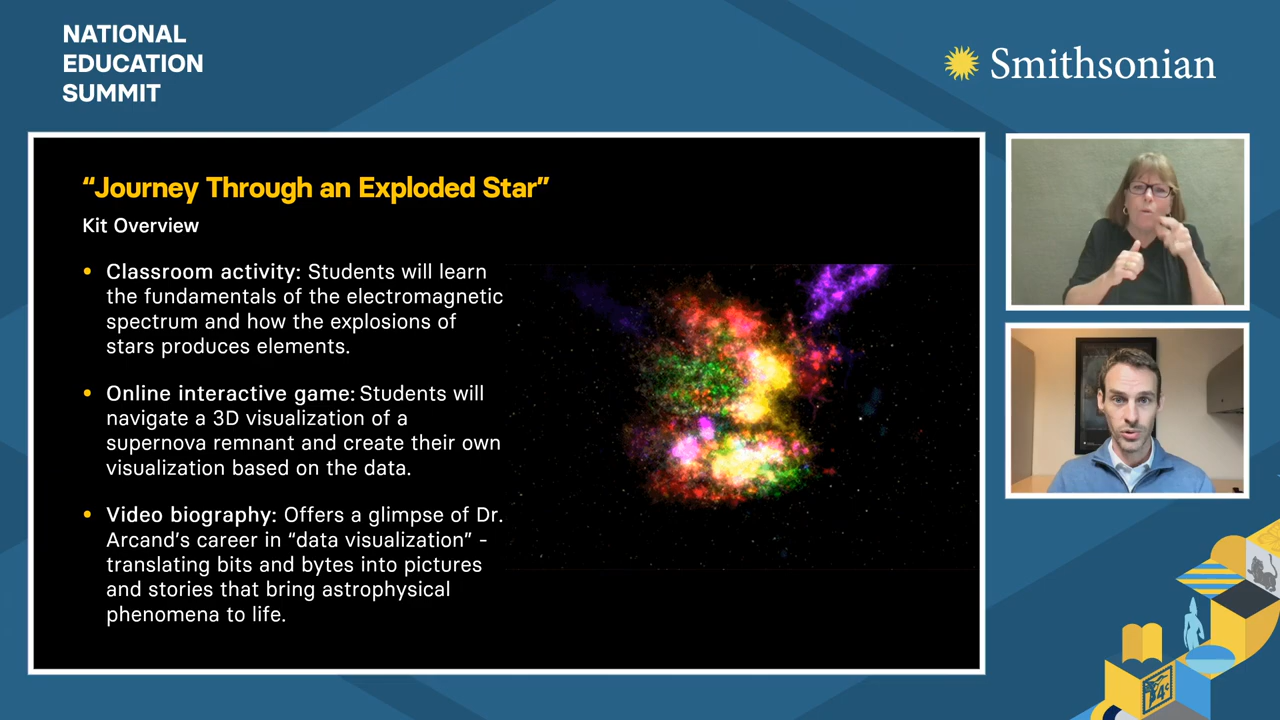 NATIONAL
EDUCATION
SUMMIT
Smithsonian
“Journey Through an Exploded Star”
Kit Overview
• Classroom activity: Students will learn
the fundamentals of the electromagnetic
spectrum and how the explosions of
stars produces elements.
• Online interactive game: Students will
navigate a 3D visualization of a
supernova remnant and create their own
visualization based on the data.
• Video biography: Offers a glimpse of Dr.
Arcand’s career in “data visualization” -
translating bits and bytes into pictures
and stories that bring astrophysical
phenomena to life.